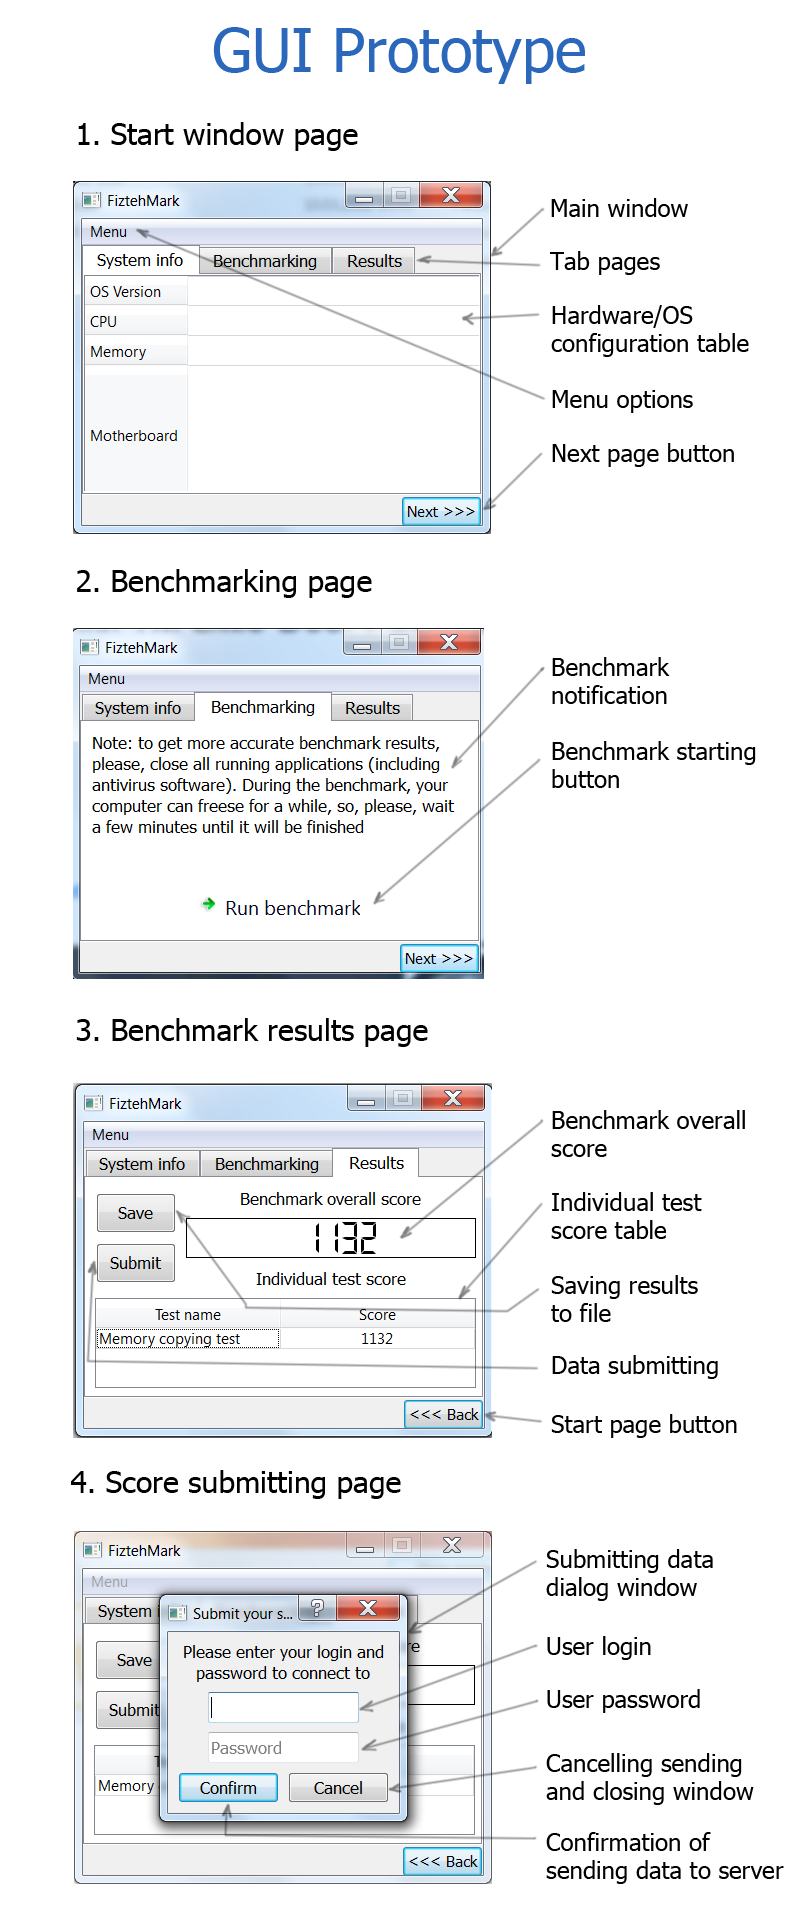 GUI Prototype
1. Start window page
FiztehMark
Menu
System info Benchmarking Results
OS Version
CPU
Memory
Motherboard
Next >>>
Main window
Tab pages
Hardware/OS
configuration table
Menu options
Next page button
2. Benchmarking page
FiztehMark
Menu
System info Benchmarking Results
Note: to get more accurate benchmark results,
please, close all running applications (including
antivirus software). During the benchmark, your
computer can freese for a while, so, please, wait
a few minutes until it will be finished
Run benchmark
Next >>>
Benchmark
notification
Benchmark starting
button
3. Benchmark results page
FiztehMark
Menu
System info Benchmarking Results
Save
Submit
Benchmark overall score
1132
Individual test score
Test name Score
Memory copying test 1132
<<< Back
Benchmark overall
score
Individual test
score table
Saving results
to file
Data submitting
Start page button
4. Score submitting page
FiztehMark
Menu
System i
Save
Submit
T
Memory
re
Submit your s... ?
Please enter your login and
password to connect to
Password
Confirm Cancel
<<< Back
Submitting data
dialog window
User login
User password
Cancelling sending
and closing window
Confirmation of
sending data to server